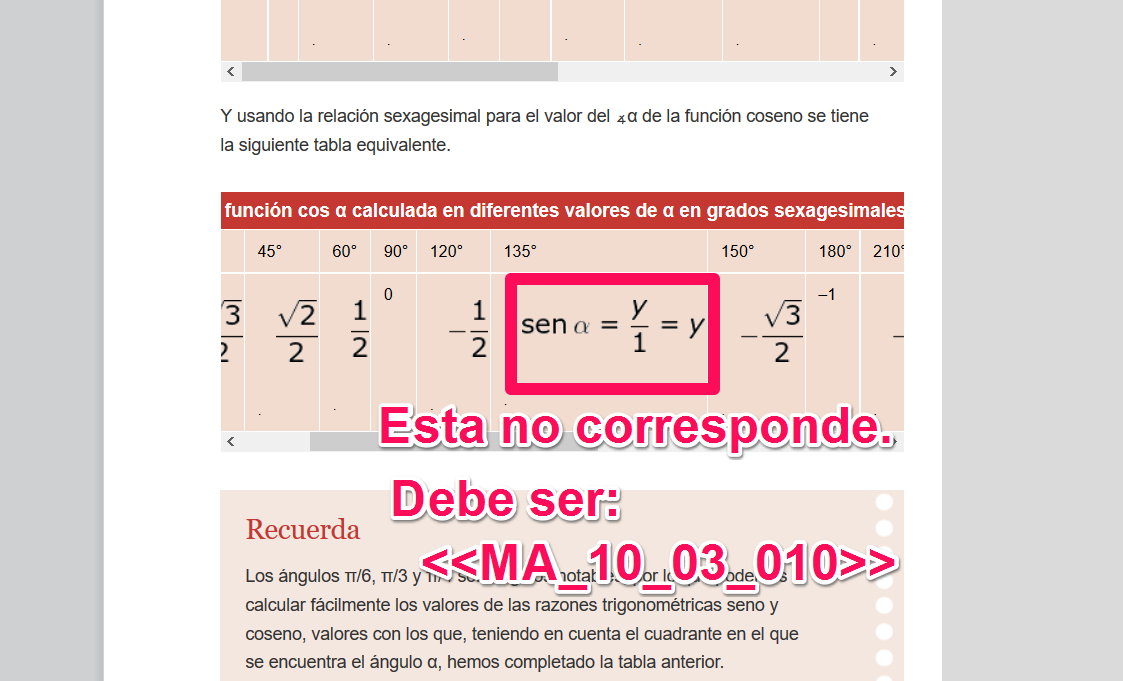 Y usando la relación sexagesimal para el valor del ₄α de la función coseno se tiene
la siguiente tabla equivalente.
función cos α calculada en diferentes valores de α en grados sexagesimales
45° 60° 90° 120° 135° 150° 180° 210°
√3/2 √2/2 1/2 0 −1/2 sen α = y/1 = y −√3/2 –1 −
Esta no corresponde.
Debe ser:
<<MA_10_03_010>>
Recuerda
Los ángulos π/6, π/3 y
calcular fácilmente los valores de las razones trigonométricas seno y
coseno, valores con los que, teniendo en cuenta el cuadrante en el que
se encuentra el ángulo α, hemos completado la tabla anterior.